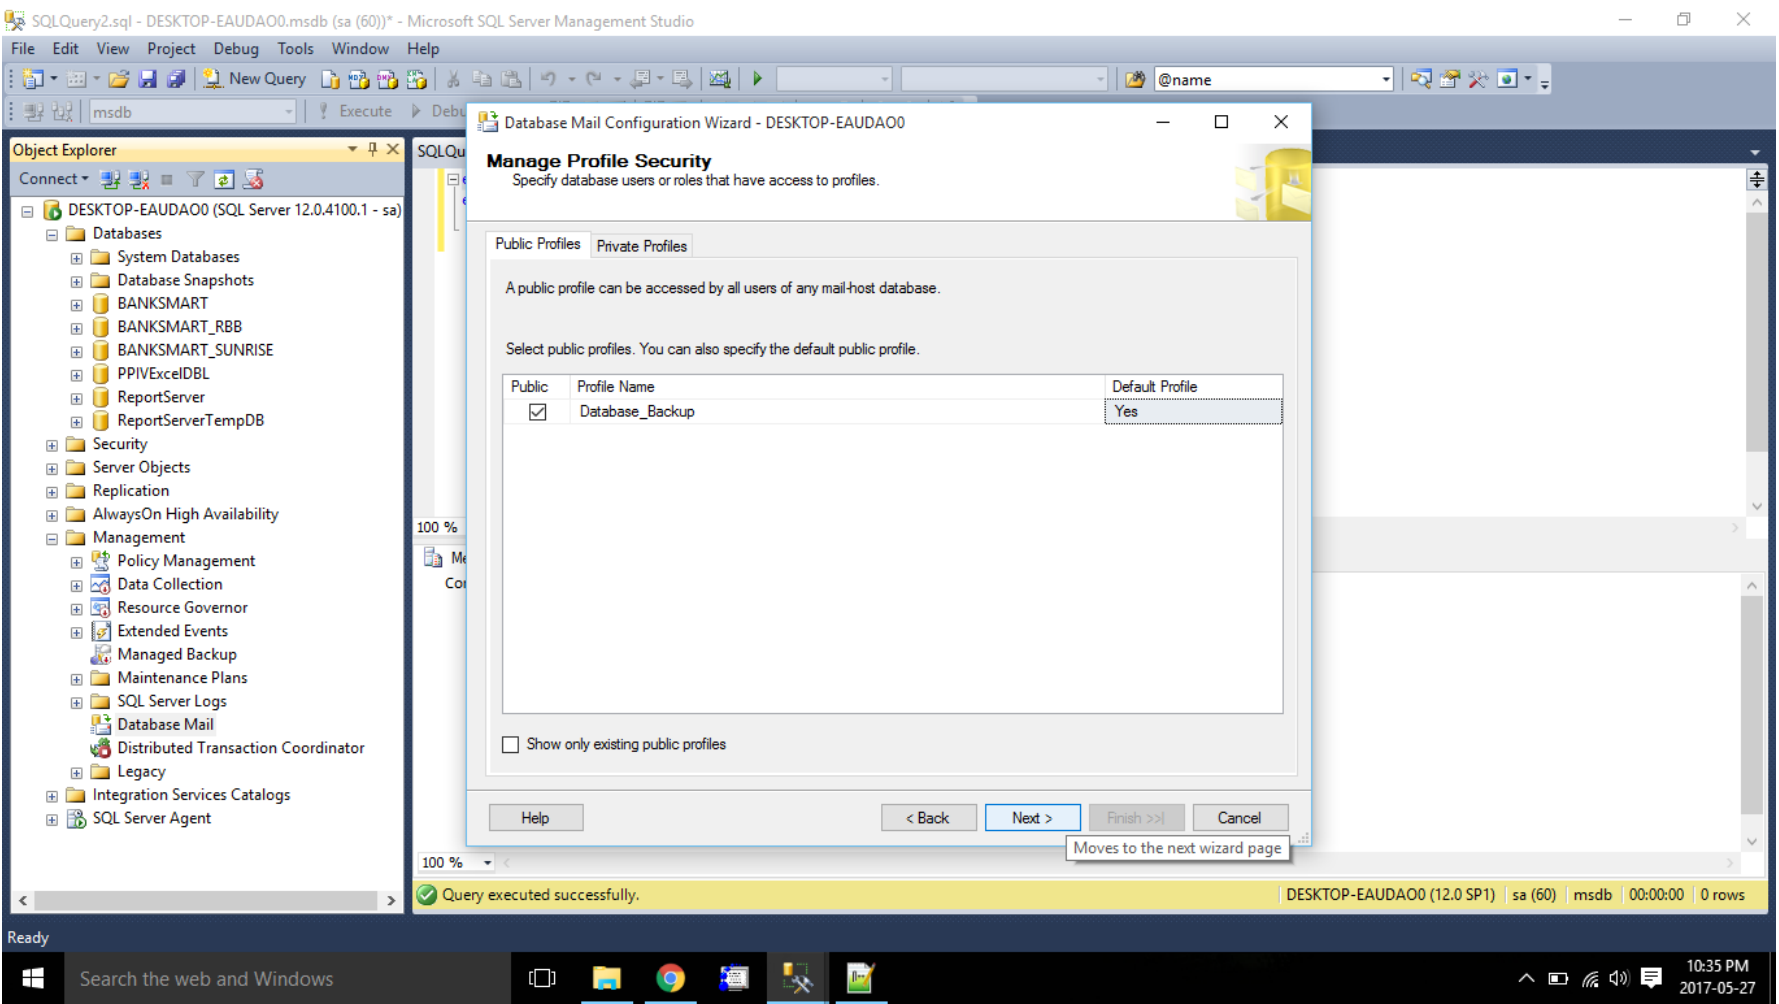 SQLQuery2.sql - DESKTOP-EAUDAO0.msdb (sa (60))* - Microsoft SQL Server Management Studio
File Edit View Project Debug Tools Window Help
New Query @name
msdb Execute
Object Explorer
Connect
DESKTOP-EAUDAO0 (SQL Server 12.0.4100.1 - sa)
Databases
System Databases
Database Snapshots
BANKSMART
BANKSMART_RBB
BANKSMART_SUNRISE
PPIVExcelDBL
ReportServer
ReportServerTempDB
Security
Server Objects
Replication
AlwaysOn High Availability
Management
Policy Management
Data Collection
Resource Governor
Extended Events
Managed Backup
Maintenance Plans
SQL Server Logs
Database Mail
Distributed Transaction Coordinator
Legacy
Integration Services Catalogs
SQL Server Agent
100 %
Database Mail Configuration Wizard - DESKTOP-EAUDAO0
Manage Profile Security
Specify database users or roles that have access to profiles.
Public Profiles Private Profiles
A public profile can be accessed by all users of any mail-host database.
Select public profiles. You can also specify the default public profile.
Public Profile Name Default Profile
Database_Backup Yes
Show only existing public profiles
Help < Back Next > Finish >>| Cancel
Moves to the next wizard page
100 %
Query executed successfully. DESKTOP-EAUDAO0 (12.0 SP1) sa (60) msdb 00:00:00 0 rows
Ready
Search the web and Windows
10:35 PM
2017-05-27